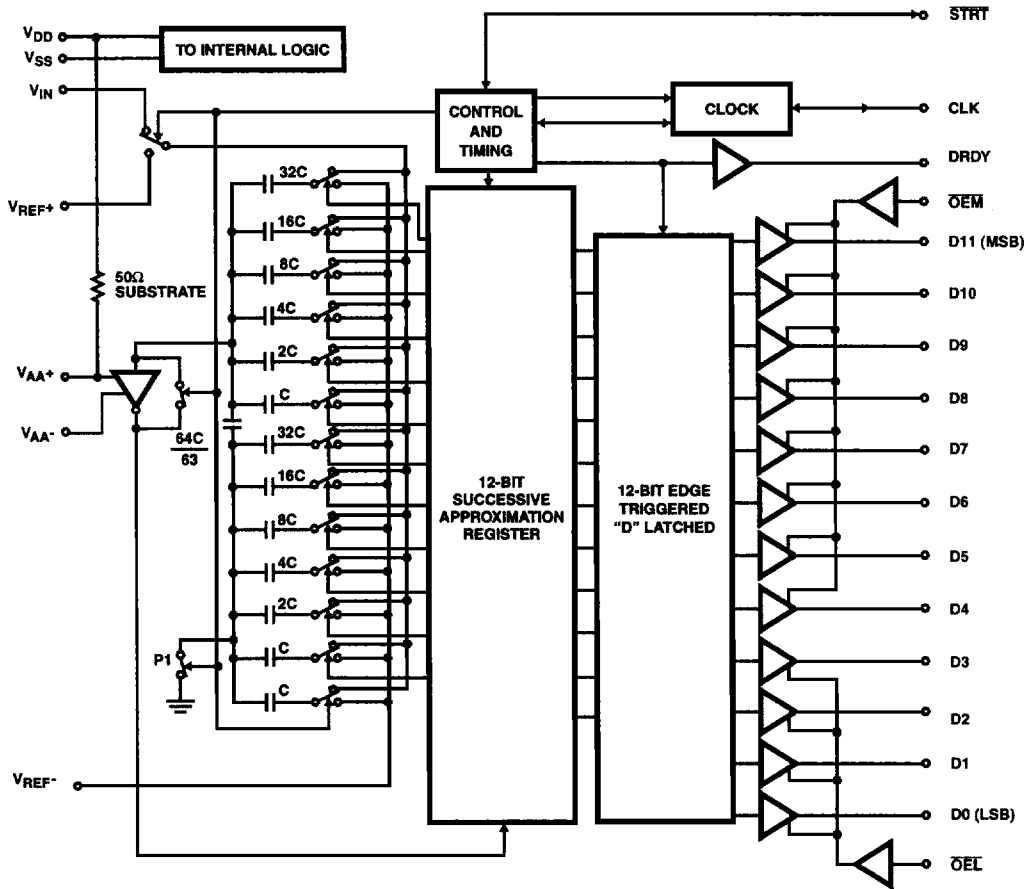 STRT
VDD
TO INTERNAL LOGIC
VSS
VIN
CONTROL
AND
TIMING
CLOCK
CLK
DRDY
32C
VREF+
OEM
16C
D11 (MSB)
8C
50Ω
SUBSTRATE
D10
4C
D9
2C
VAA+
C
D8
VAA-
64C
63
32C
D7
16C
12-BIT
SUCCESSIVE
APPROXIMATION
REGISTER
12-BIT EDGE
TRIGGERED
“D” LATCHED
D6
8C
D5
4C
D4
2C
P1
C
D3
C
D2
VREF-
D1
D0 (LSB)
OEL